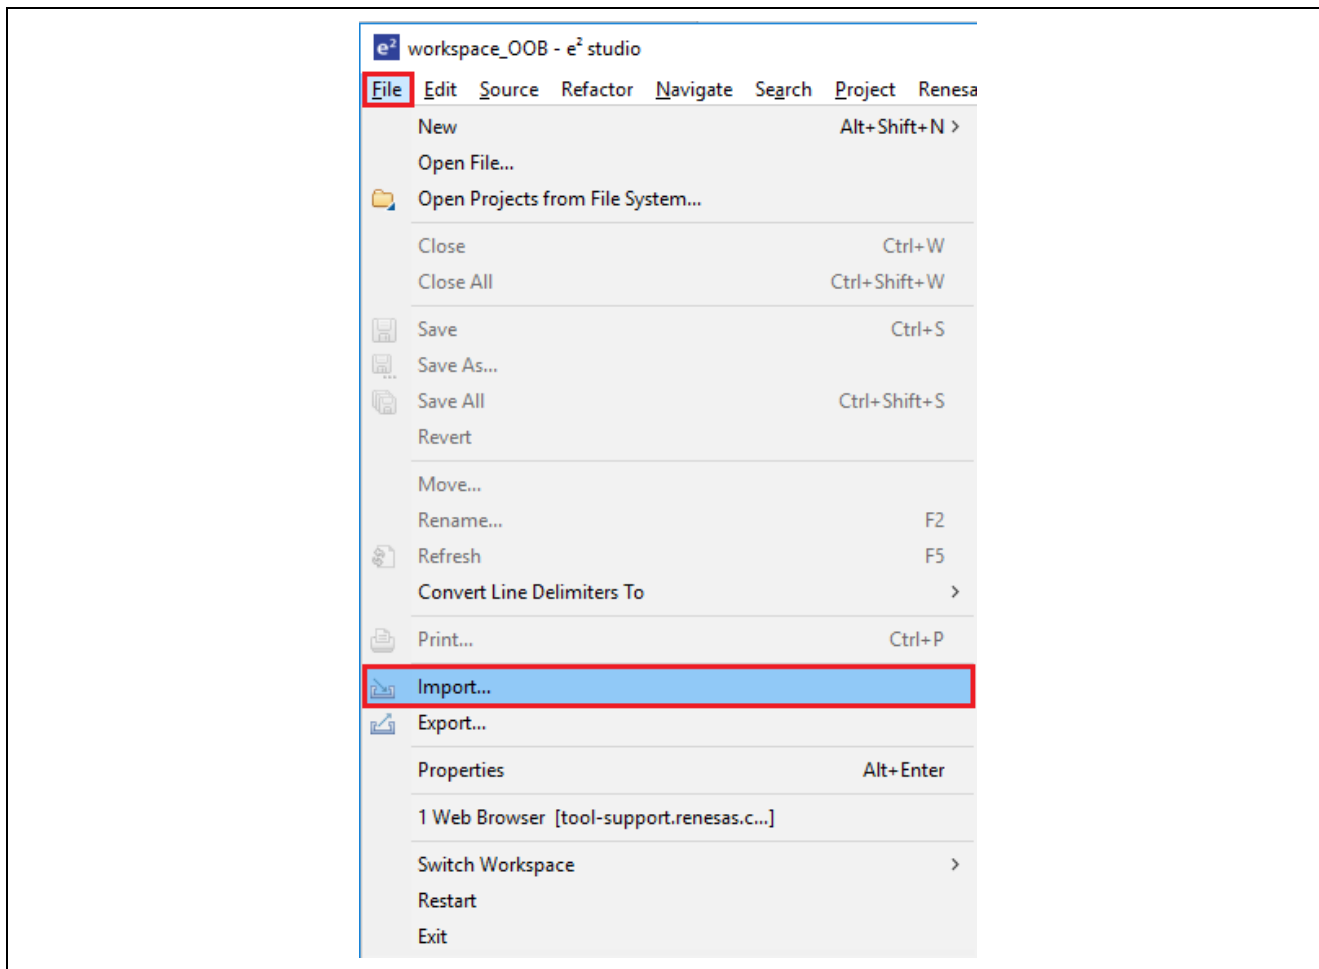 e² workspace_OOB - e² studio
File Edit Source Refactor Navigate Search Project Renesa
New Alt+Shift+N >
Open File...
Open Projects from File System...
Close Ctrl+W
Close All Ctrl+Shift+W
Save Ctrl+S
Save As...
Save All Ctrl+Shift+S
Revert
Move...
Rename... F2
Refresh F5
Convert Line Delimiters To >
Print... Ctrl+P
Import...
Export...
Properties Alt+Enter
1 Web Browser [tool-support.renesas.c...]
Switch Workspace >
Restart
Exit